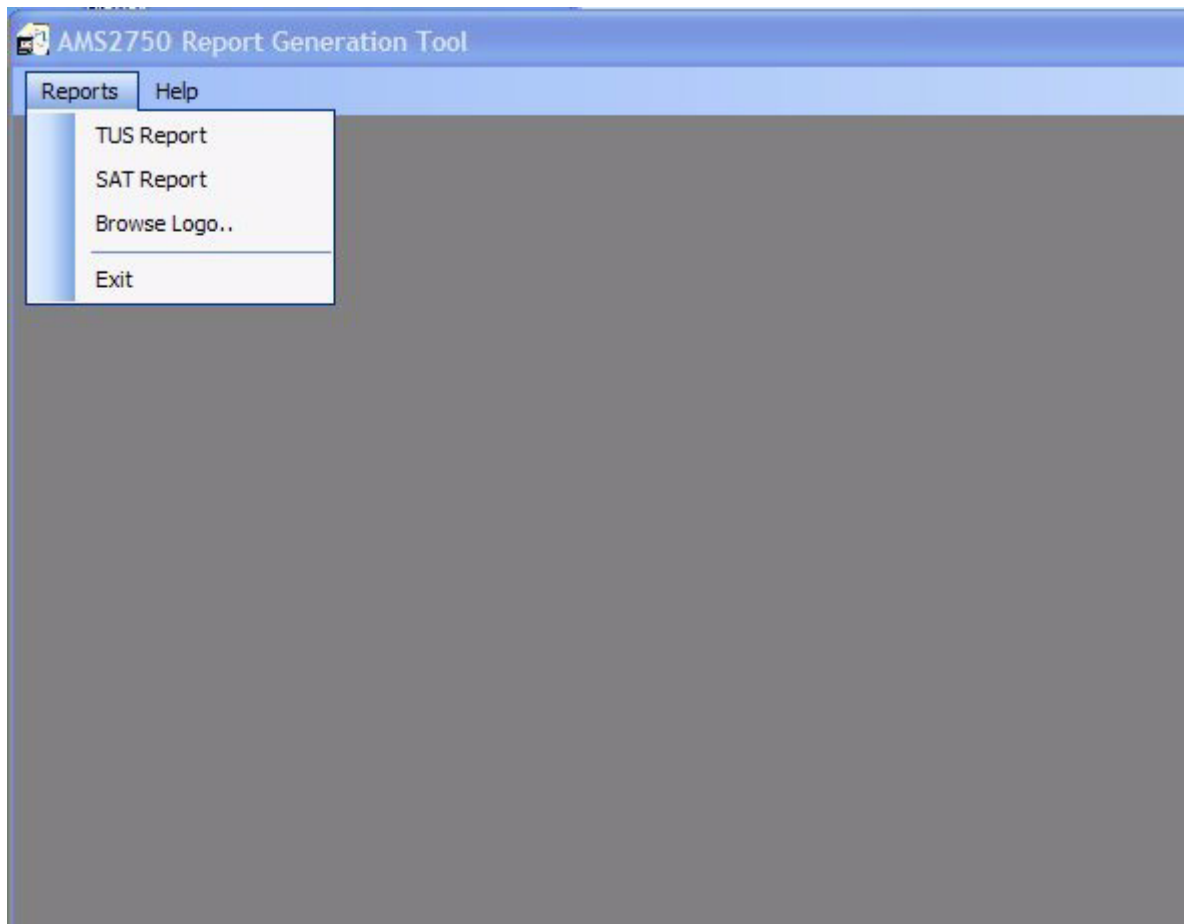 AMS2750 Report Generation Tool
Reports Help
TUS Report
SAT Report
Browse Logo..
Exit